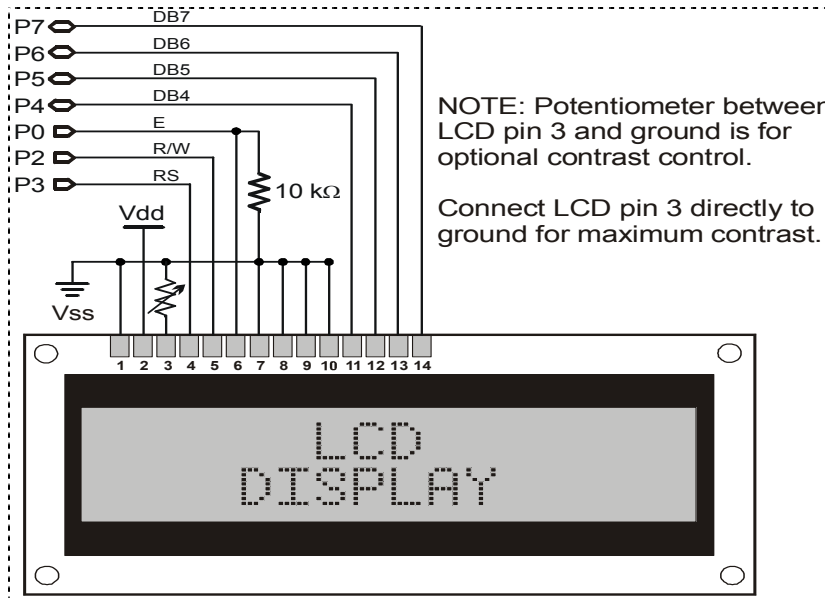 P7 DB7
P6 DB6
P5 DB5
P4 DB4
P0 E
P2 R/W
P3 RS
NOTE: Potentiometer between
LCD pin 3 and ground is for
optional contrast control.
Connect LCD pin 3 directly to
ground for maximum contrast.
10 kΩ
Vdd
Vss
1 2 3 4 5 6 7 8 9 10 11 12 13 14
LCD
DISPLAY